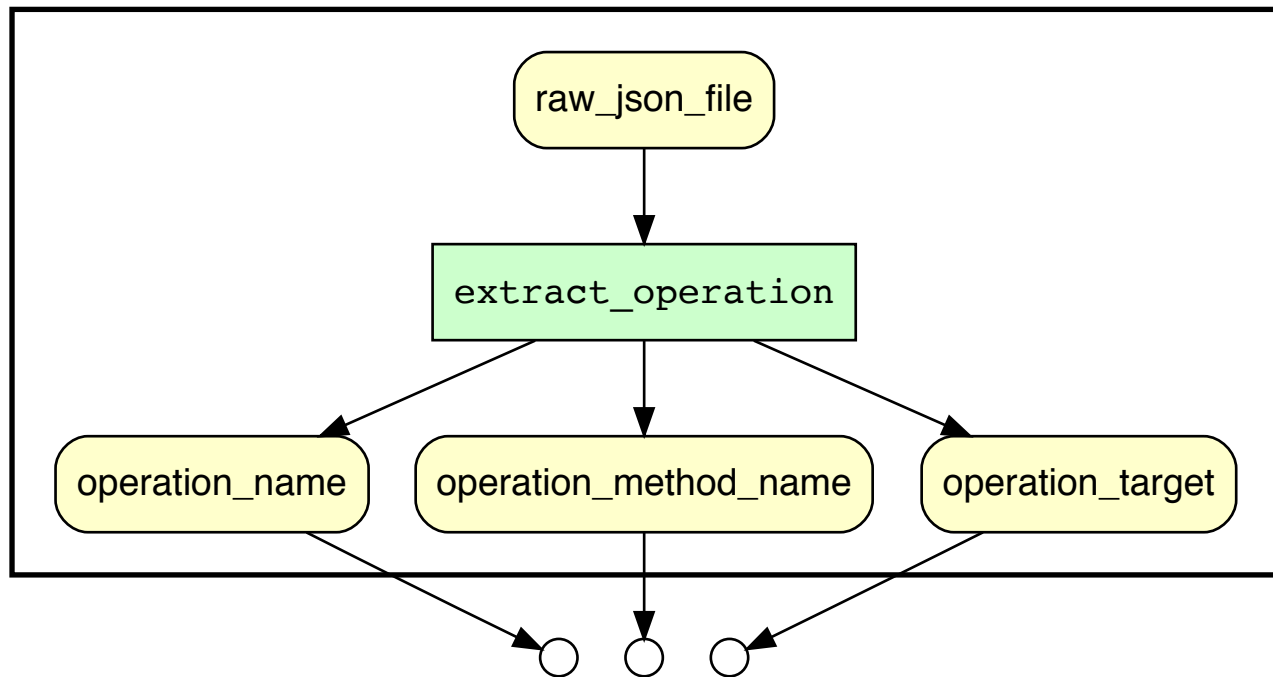 raw_json_file
extract_operation
operation_name
operation_method_name
operation_target